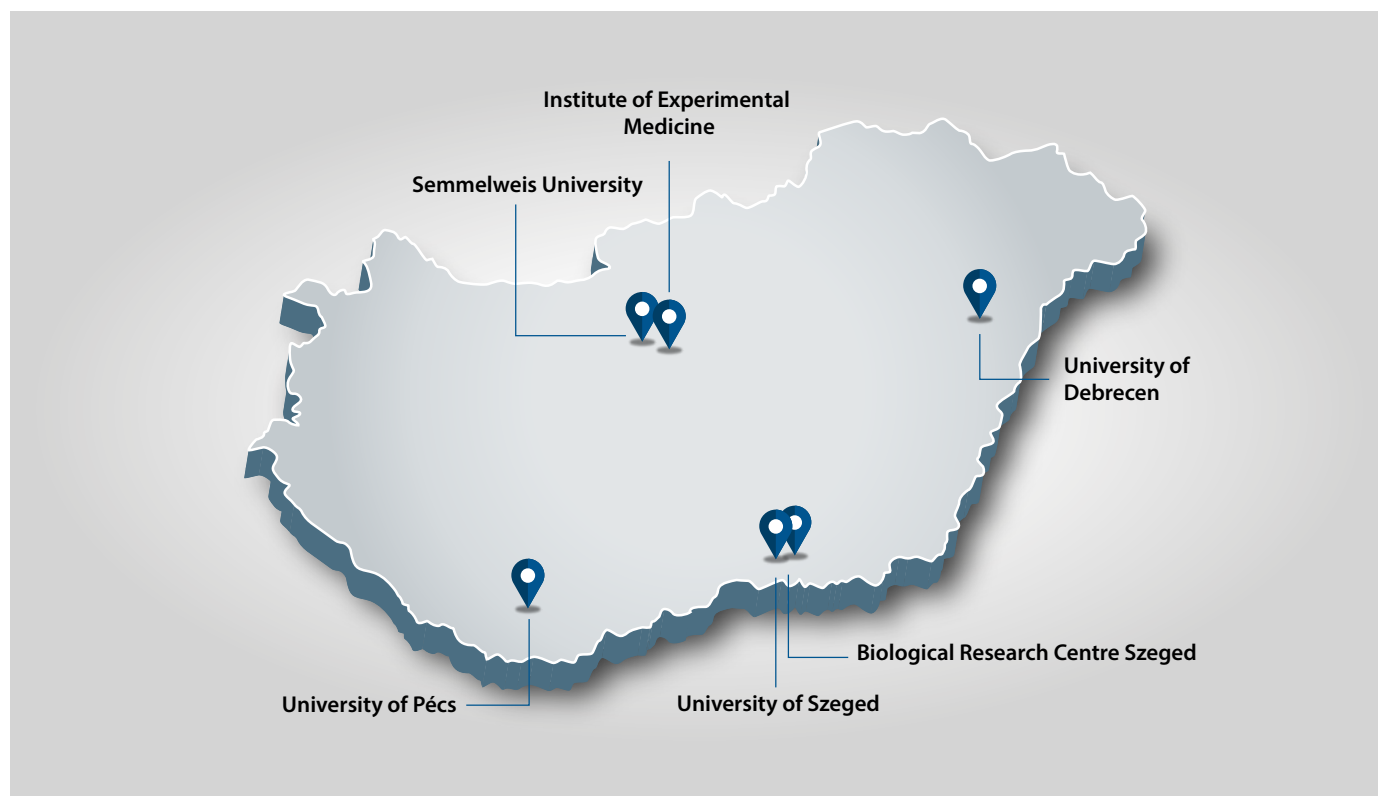 Institute of Experimental
Medicine
Semmelweis University
University of
Debrecen
Biological Research Centre Szeged
University of Szeged
University of Pécs